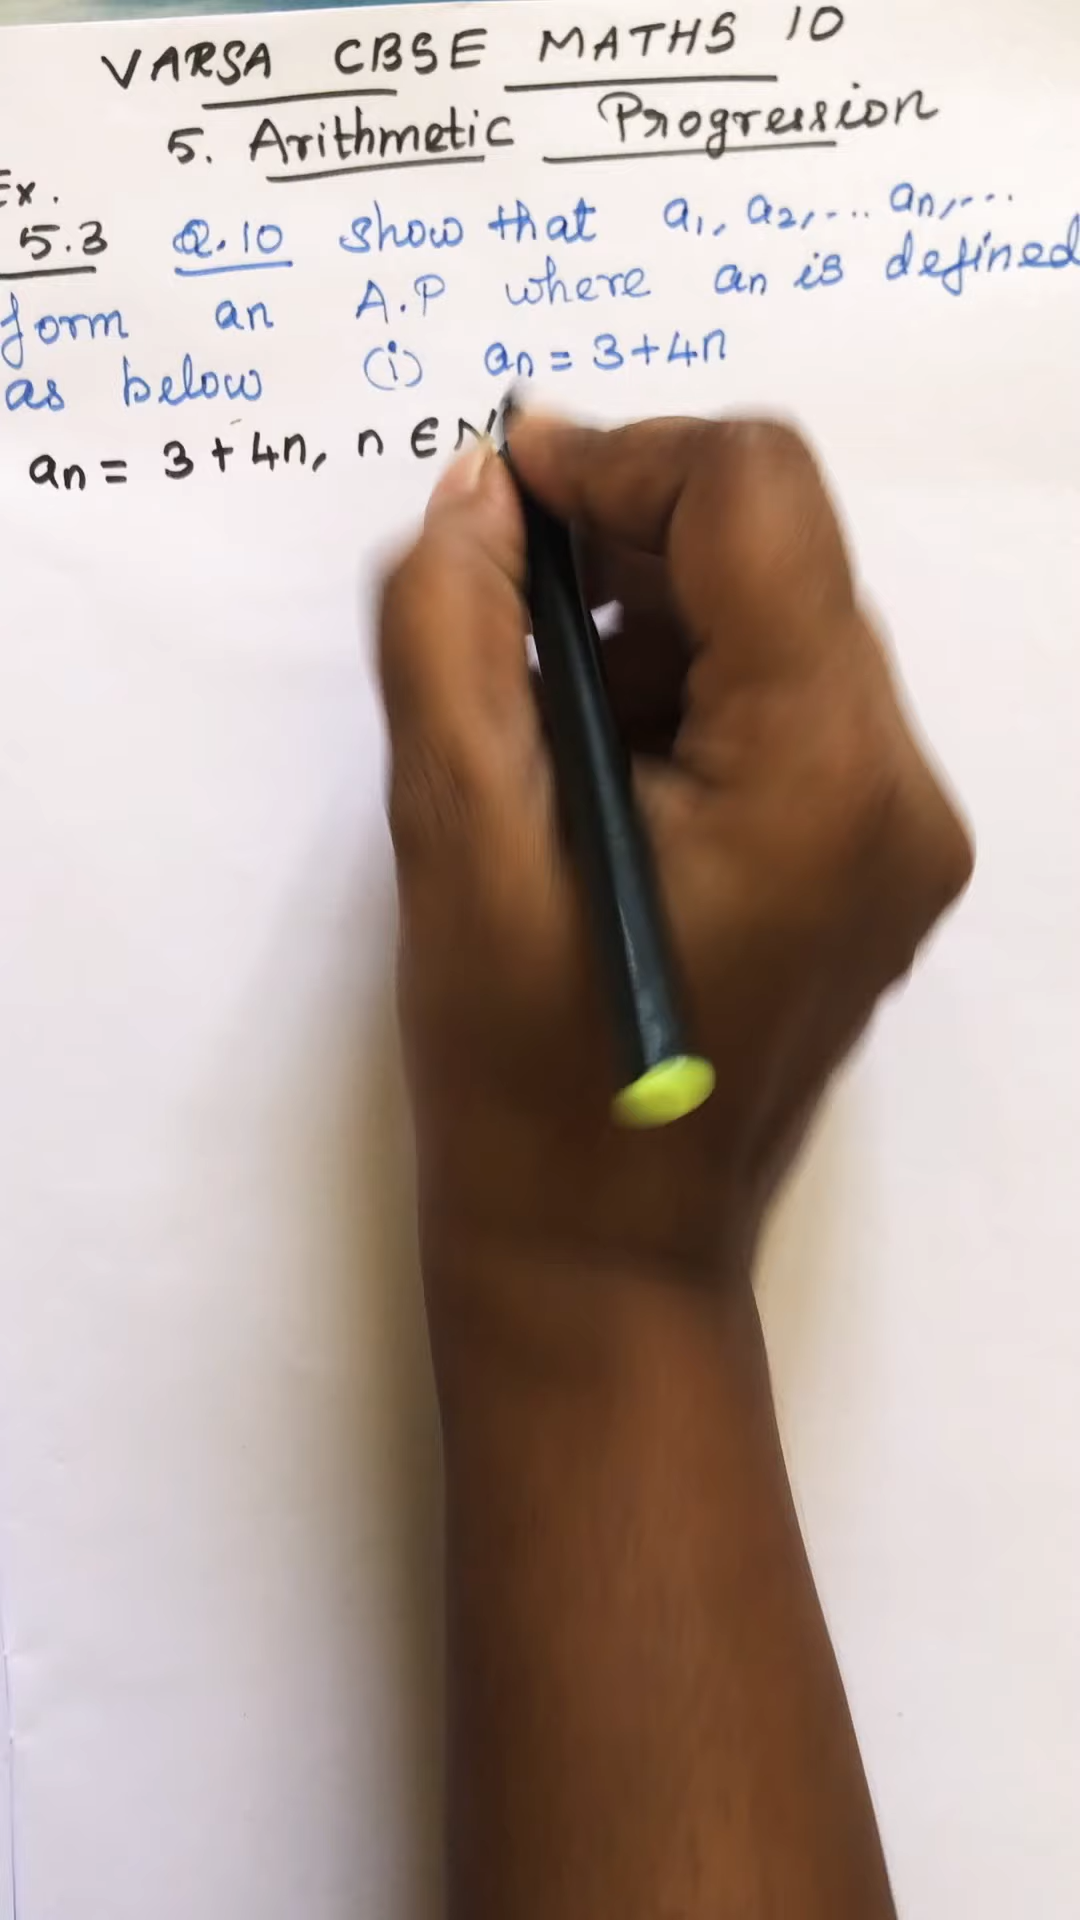 VARSA CBSE MATHS 10
5. Arithmetic Progression
Ex.
5.3 Q.10 show that a₁, a₂,... an,...
form an A.P where an is defined
as below (i) an = 3+4n
an = 3 + 4n, n ∈ N